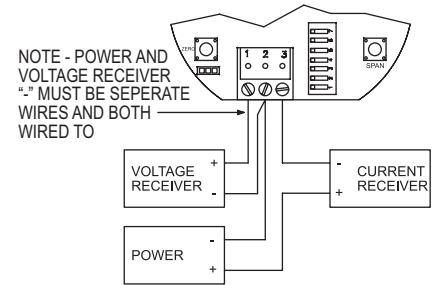 ZERO
1 2 3
SPAN
NOTE - POWER AND
VOLTAGE RECEIVER
“-” MUST BE SEPERATE
WIRES AND BOTH
WIRED TO
VOLTAGE
RECEIVER
+
-
-
+
CURRENT
RECEIVER
POWER
-
+